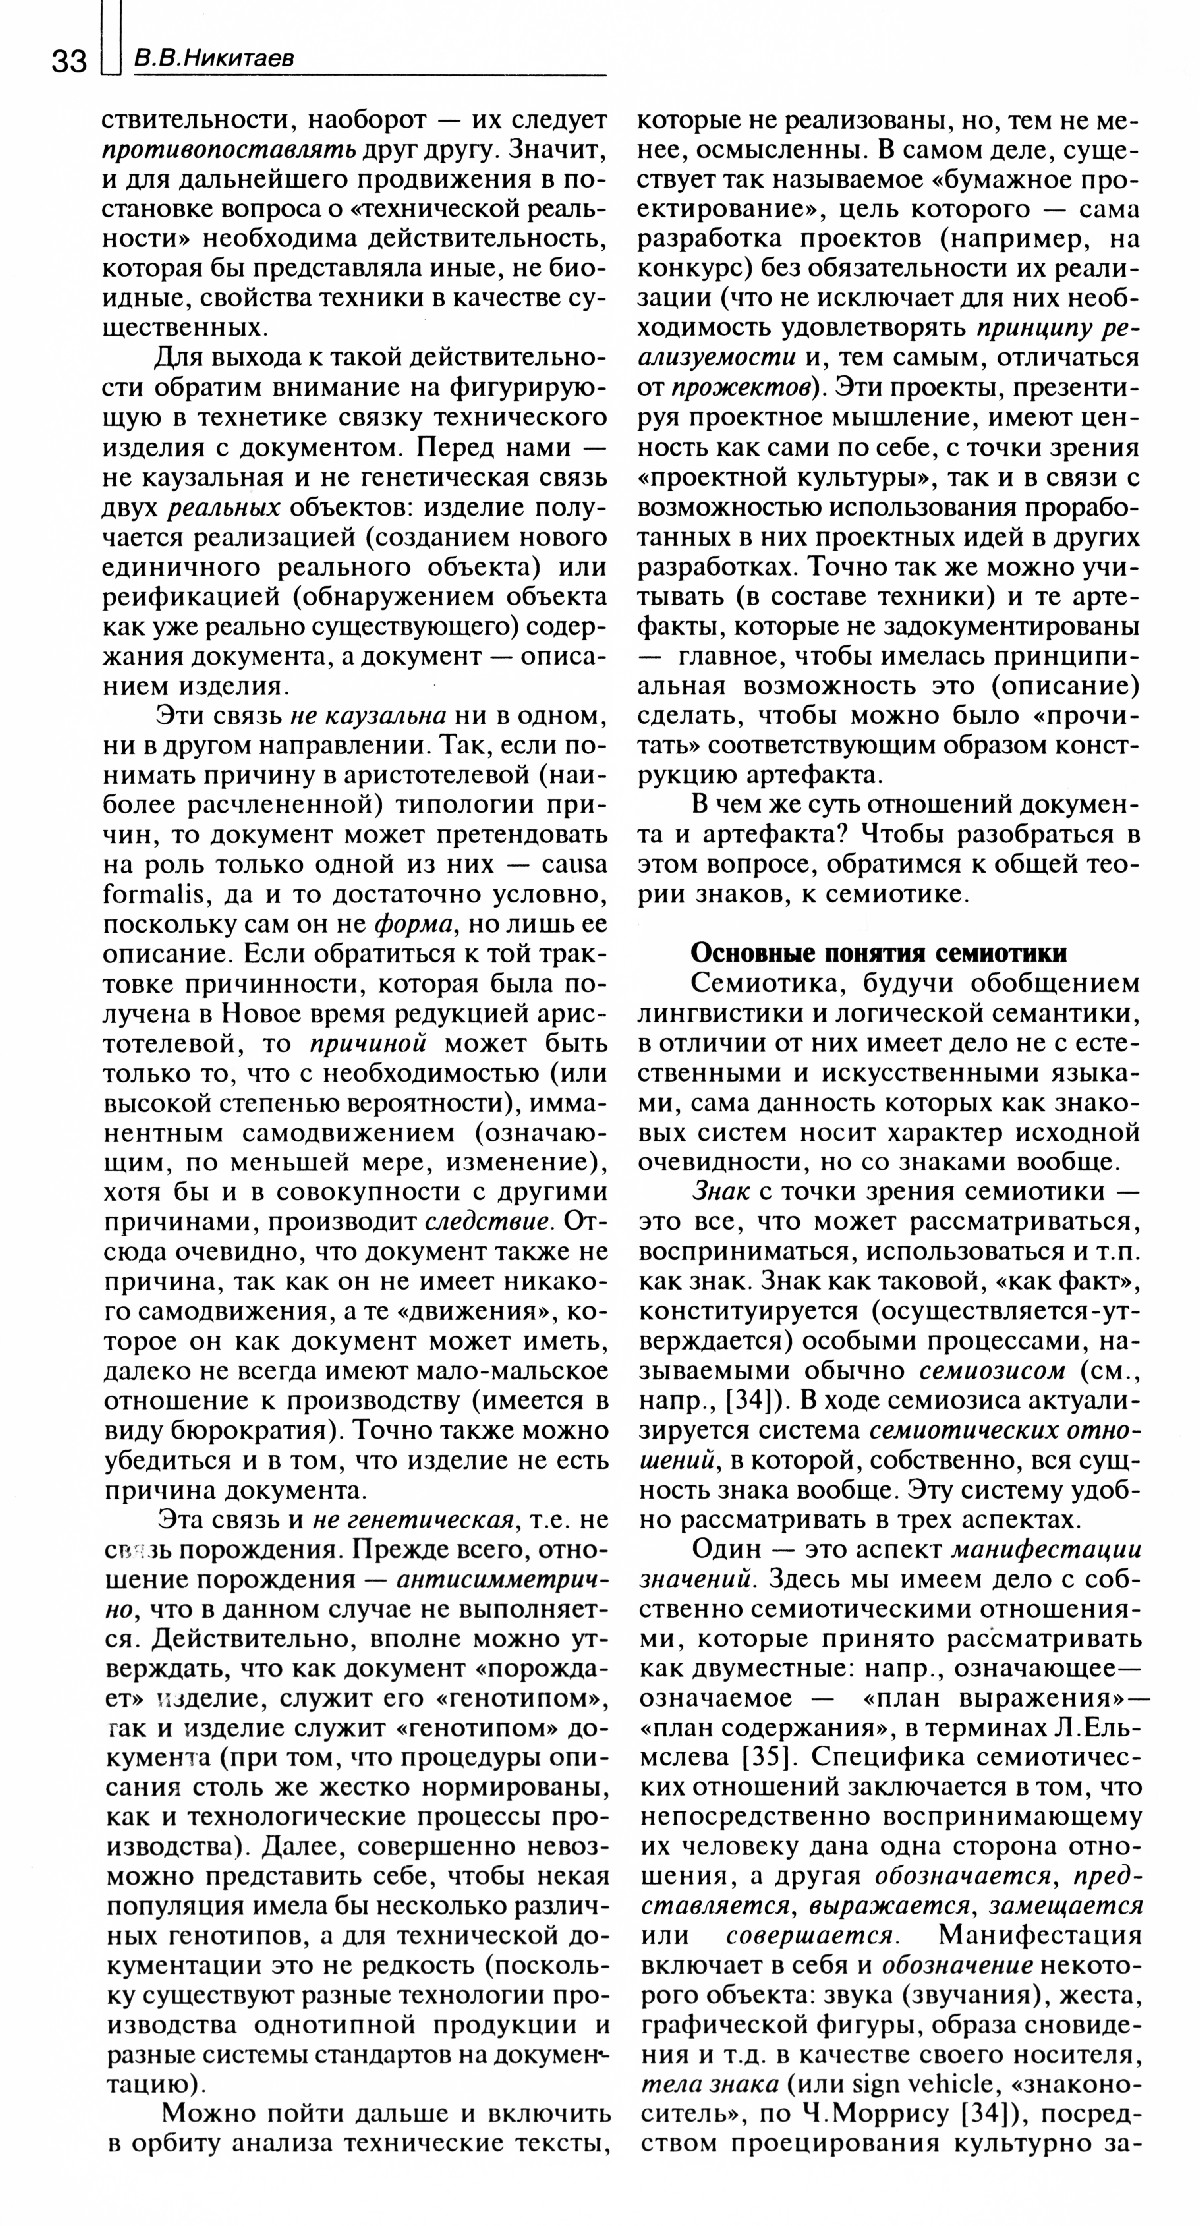 33
В.В.Никитаев
ствительности, наоборот — их следует
противопоставлять друг другу. Значит,
и для дальнейшего продвижения в по-
становке вопроса о «технической реаль-
ности» необходима действительность,
которая бы представляла иные, не био-
идные, свойства техники в качестве су-
щественных.
Для выхода к такой действительно-
сти обратим внимание на фигурирую-
щую в технетике связку технического
изделия с документом. Перед нами —
не каузальная и не генетическая связь
двух реальных объектов: изделие полу-
чается реализацией (созданием нового
единичного реального объекта) или
реификацией (обнаружением объекта
как уже реально существующего) содер-
жания документа, а документ — описа-
нием изделия.
Эти связь не каузальна ни в одном,
ни в другом направлении. Так, если по-
нимать причину в аристотелевой (наи-
более расчлененной) типологии при-
чин, то документ может претендовать
на роль только одной из них — causa
formalis, да и то достаточно условно,
поскольку сам он не форма, но лишь ее
описание. Если обратиться к той трак-
товке причинности, которая была по-
лучена в Новое время редукцией арис-
тотелевой, то причиной может быть
только то, что с необходимостью (или
высокой степенью вероятности), имма-
нентным самодвижением (означаю-
щим, по меньшей мере, изменение),
хотя бы и в совокупности с другими
причинами, производит следствие. От-
сюда очевидно, что документ также не
причина, так как он не имеет никако-
го самодвижения, а те «движения», ко-
торое он как документ может иметь,
далеко не всегда имеют мало-мальское
отношение к производству (имеется в
виду бюрократия). Точно также можно
убедиться и в том, что изделие не есть
причина документа.
Эта связь и не генетическая, т.е. не
связь порождения. Прежде всего, отно-
шение порождения — антисимметрич-
но, что в данном случае не выполняет-
ся. Действительно, вполне можно ут-
верждать, что как документ «порожда-
ет» изделие, служит его «генотипом»,
так и изделие служит «генотипом» до-
кумента (при том, что процедуры опи-
сания столь же жестко нормированы,
как и технологические процессы про-
изводства). Далее, совершенно невоз-
можно представить себе, чтобы некая
популяция имела бы несколько различ-
ных генотипов, а для технической до-
кументации это не редкость (посколь-
ку существуют разные технологии про-
изводства однотипной продукции и
разные системы стандартов на докумен-
тацию).
Можно пойти дальше и включить
в орбиту анализа технические тексты,
которые не реализованы, но, тем не ме-
нее, осмысленны. В самом деле, суще-
ствует так называемое «бумажное про-
ектирование», цель которого — сама
разработка проектов (например, на
конкурс) без обязательности их реали-
зации (что не исключает для них необ-
ходимость удовлетворять принципу ре-
ализуемости и, тем самым, отличаться
от прожектов). Эти проекты, презенти-
руя проектное мышление, имеют цен-
ность как сами по себе, с точки зрения
«проектной культуры», так и в связи с
возможностью использования прорабо-
танных в них проектных идей в других
разработках. Точно так же можно учи-
тывать (в составе техники) и те арте-
факты, которые не задокументированы
— главное, чтобы имелась принципи-
альная возможность это (описание)
сделать, чтобы можно было «прочи-
тать» соответствующим образом конст-
рукцию артефакта.
В чем же суть отношений докумен-
та и артефакта? Чтобы разобраться в
этом вопросе, обратимся к общей тео-
рии знаков, к семиотике.
Основные понятия семиотики
Семиотика, будучи обобщением
лингвистики и логической семантики,
в отличии от них имеет дело не с есте-
ственными и искусственными языка-
ми, сама данность которых как знако-
вых систем носит характер исходной
очевидности, но со знаками вообще.
Знак с точки зрения семиотики —
это все, что может рассматриваться,
восприниматься, использоваться и т.п.
как знак. Знак как таковой, «как факт»,
конституируется (осуществляется-ут-
верждается) особыми процессами, на-
зываемыми обычно семиозисом (см.,
напр., [34]). В ходе семиозиса актуали-
зируется система семиотических отно-
шений, в которой, собственно, вся сущ-
ность знака вообще. Эту систему удоб-
но рассматривать в трех аспектах.
Один — это аспект манифестации
значений. Здесь мы имеем дело с соб-
ственно семиотическими отношения-
ми, которые принято рассматривать
как двуместные: напр., означающее—
означаемое — «план выражения»—
«план содержания», в терминах Л.Ель-
мслева [35]. Специфика семиотичес-
ких отношений заключается в том, что
непосредственно воспринимающему
их человеку дана одна сторона отно-
шения, а другая обозначается, пред-
ставляется, выражается, замещается
или совершается. Манифестация
включает в себя и обозначение некото-
рого объекта: звука (звучания), жеста,
графической фигуры, образа сновиде-
ния и т.д. в качестве своего носителя,
тела знака (или sign vehicle, «знаконо-
ситель», по Ч.Моррису [34]), посред-
ством проецирования культурно за-